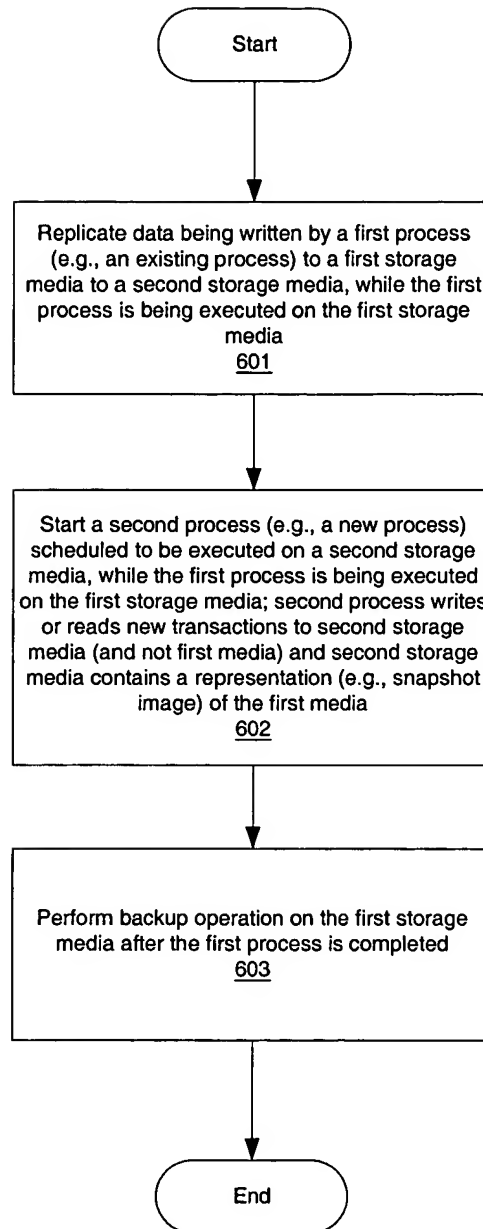 Start
Replicate data being written by a first process
(e.g., an existing process) to a first storage
media to a second storage media, while the first
process is being executed on the first storage
media
601
Start a second process (e.g., a new process)
scheduled to be executed on a second storage
media, while the first process is being executed
on the first storage media; second process writes
or reads new transactions to second storage
media (and not first media) and second storage
media contains a representation (e.g., snapshot
image) of the first media
602
Perform backup operation on the first storage
media after the first process is completed
603
End